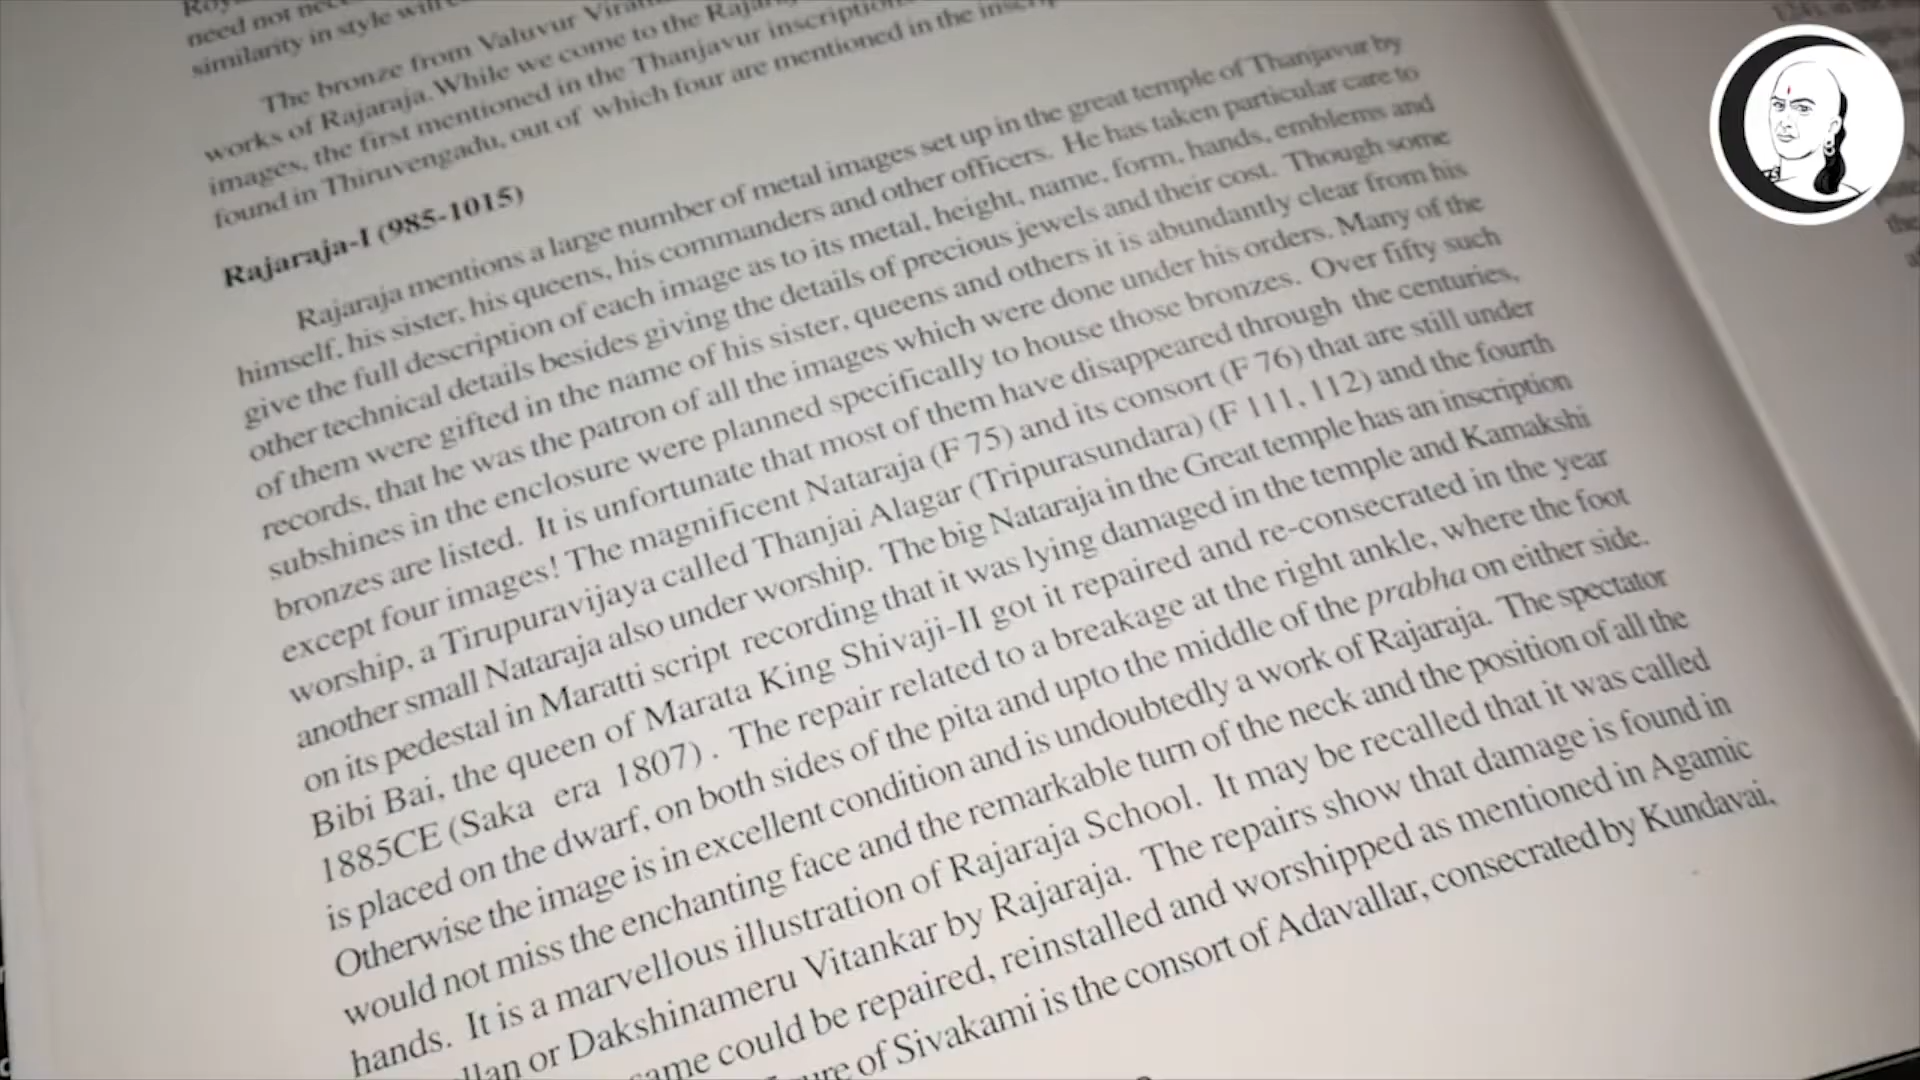 need not
similarity in style will
The bronze from Valuvur
works of Rajaraja. While we come to the
images, the first mentioned in the Thanjavur inscriptions
found in Thiruvengadu, out of which four are mentioned in the
Rajaraja-I (985-1015)
Rajaraja mentions a large number of metal images set up in the great temple of Thanjavur by
himself, his sister, his queens, his commanders and other officers. He has taken particular care to
give the full description of each image as to its metal, height, name, form, hands, emblems and
other technical details besides giving the details of precious jewels and their cost. Though some
of them were gifted in the name of his sister, queens and others it is abundantly clear from his
records, that he was the patron of all the images which were done under his orders. Many of the
subshines in the enclosure were planned specifically to house those bronzes. Over fifty such
bronzes are listed. It is unfortunate that most of them have disappeared through the centuries,
except four images! The magnificent Nataraja (F 75) and its consort (F 76) that are still under
worship, a Tirupuravijaya called Thanjai Alagar (Tripurasundara) (F 111, 112) and the fourth
another small Nataraja also under worship. The big Nataraja in the Great temple has an inscription
on its pedestal in Maratti script recording that it was lying damaged in the temple and Kamakshi
Bibi Bai, the queen of Marata King Shivaji-II got it repaired and re-consecrated in the year
1885CE (Saka era 1807) . The repair related to a breakage at the right ankle, where the foot
is placed on the dwarf, on both sides of the pita and upto the middle of the prabha on either side.
Otherwise the image is in excellent condition and is undoubtedly a work of Rajaraja. The spectator
would not miss the enchanting face and the remarkable turn of the neck and the position of all the
hands. It is a marvellous illustration of Rajaraja School. It may be recalled that it was called
or Dakshinameru Vitankar by Rajaraja. The repairs show that damage is found in
same could be repaired, reinstalled and worshipped as mentioned in Agamic
of Sivakami is the consort of Adavallar, consecrated by Kundavai,